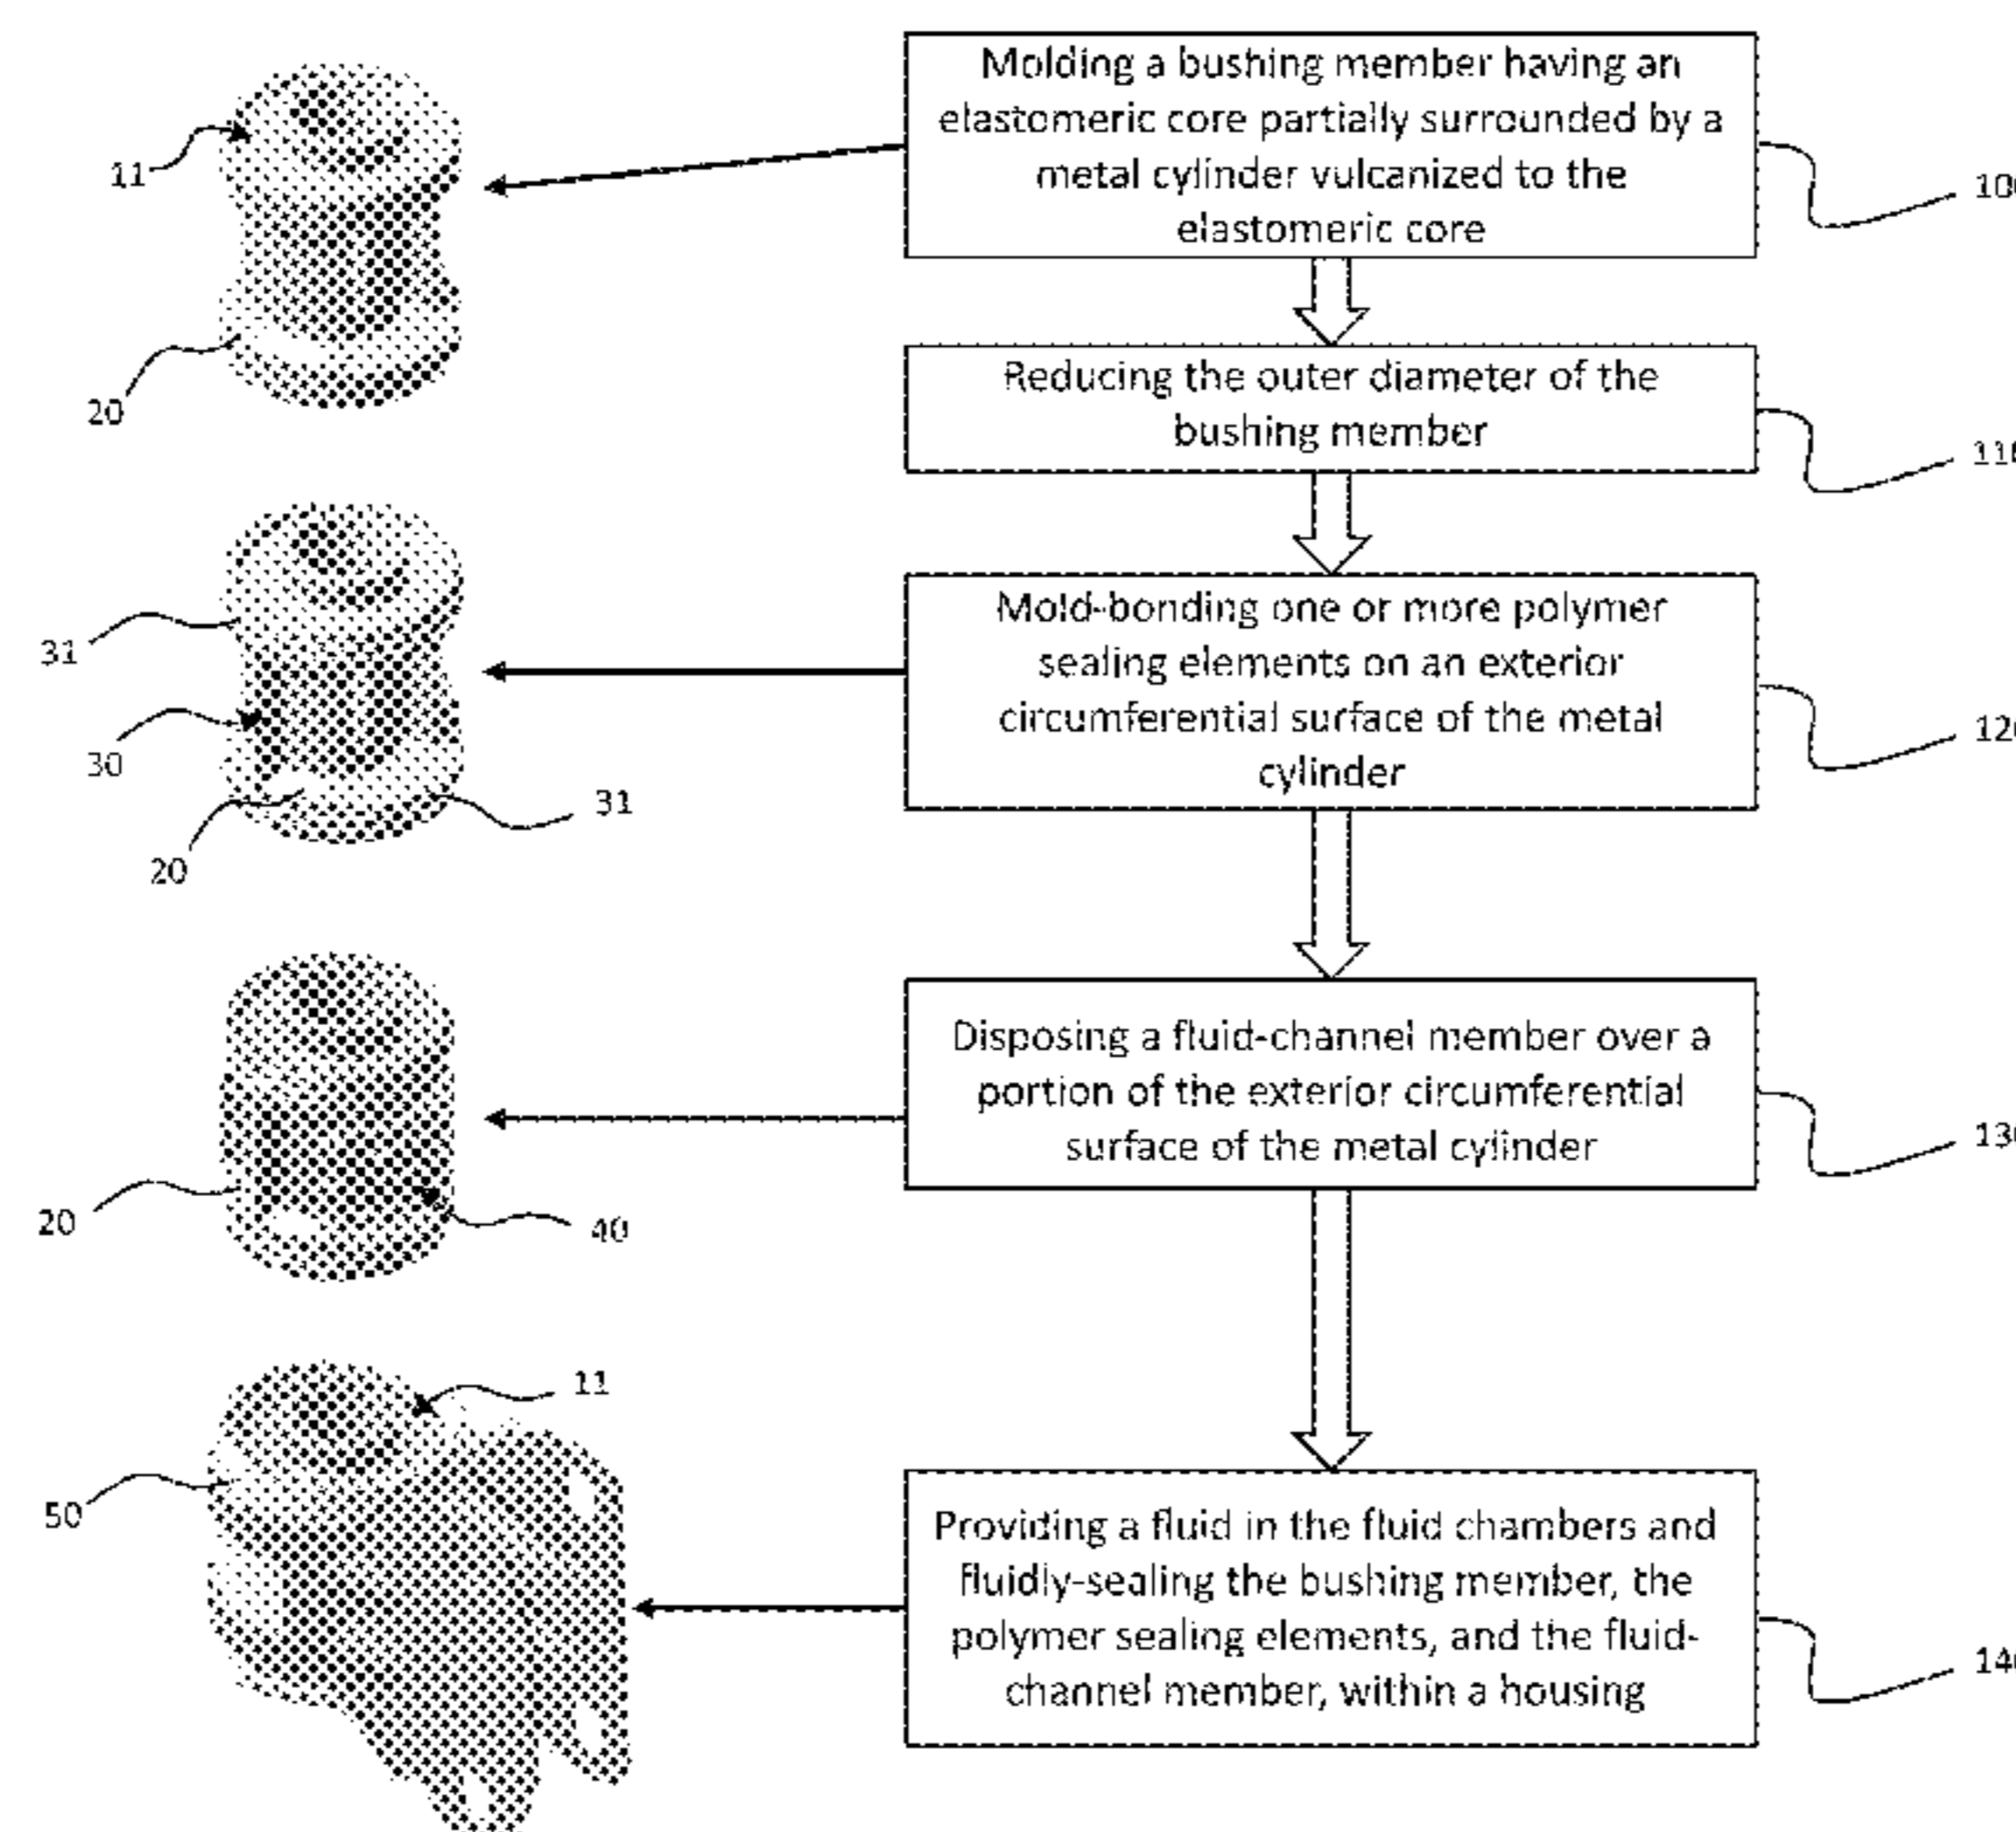 Molding a bushing member having an
elastomeric core partially surrounded by a
metal cylinder vulcanized to the
elastomeric core
11
20
Reducing the outer diameter of the
bushing member
Mold-bonding one or more polymer
sealing elements on an exterior
circumferential surface of the metal
cylinder
31
30
31
20
Disposing a fluid-channel member over a
portion of the exterior circumferential
surface of the metal cylinder
20
40
11
50
Providing a fluid in the fluid chambers and
fluidly-sealing the bushing member, the
polymer sealing elements, and the fluid-
channel member, within a housing